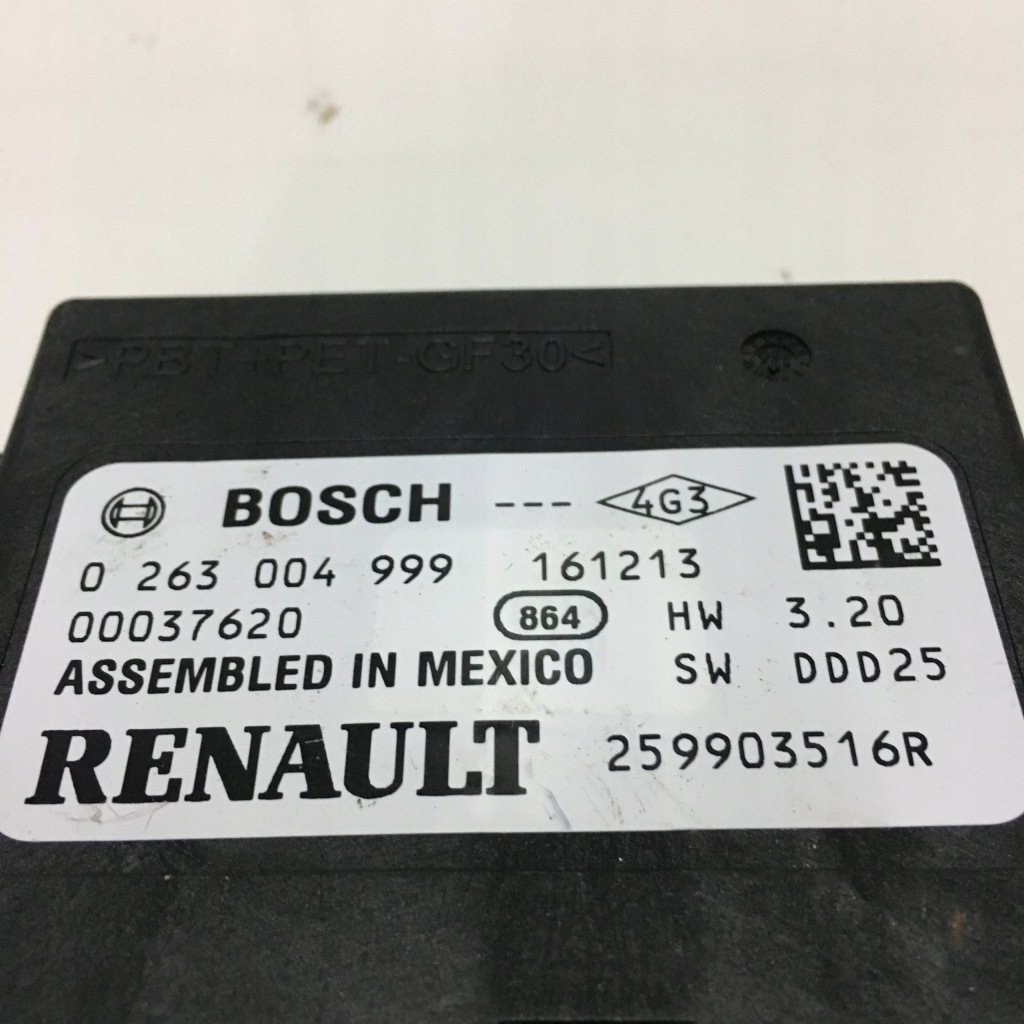 >PBT+PET-GF30<
BOSCH --- 4G3
0 263 004 999 161213
00037620 864 HW 3.20
ASSEMBLED IN MEXICO SW DDD25
RENAULT 259903516R